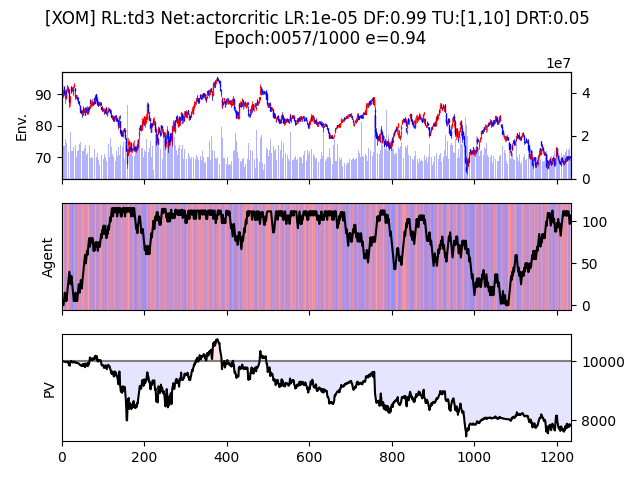 [XOM] RL:td3 Net:actorcritic LR:1e-05 DF:0.99 TU:[1,10] DRT:0.05
Epoch:0057/1000 e=0.94
1e7
Env.
90
80
70
4
2
0
Agent
100
50
0
PV
10000
8000
0 200 400 600 800 1000 1200